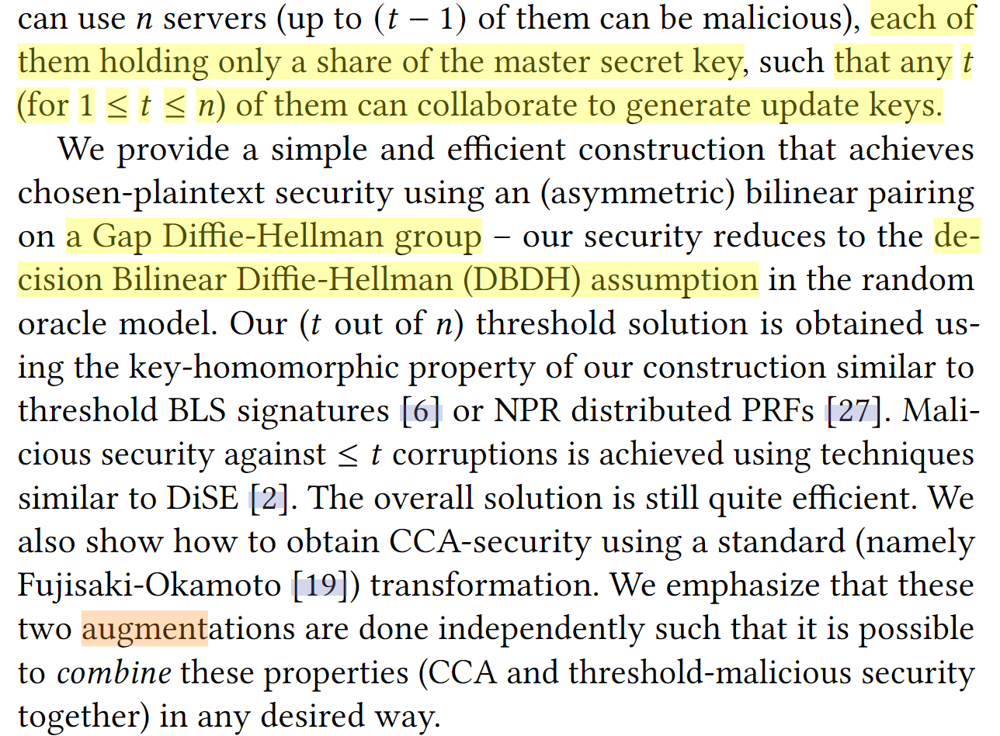 can use n servers (up to (t − 1) of them can be malicious), each of
them holding only a share of the master secret key, such that any t
(for 1 ≤ t ≤ n) of them can collaborate to generate update keys.
We provide a simple and efficient construction that achieves
chosen-plaintext security using an (asymmetric) bilinear pairing
on a Gap Diffie-Hellman group – our security reduces to the de-
cision Bilinear Diffie-Hellman (DBDH) assumption in the random
oracle model. Our (t out of n) threshold solution is obtained us-
ing the key-homomorphic property of our construction similar to
threshold BLS signatures [6] or NPR distributed PRFs [27]. Mali-
cious security against ≤ t corruptions is achieved using techniques
similar to DiSE [2]. The overall solution is still quite efficient. We
also show how to obtain CCA-security using a standard (namely
Fujisaki-Okamoto [19]) transformation. We emphasize that these
two augmentations are done independently such that it is possible
to combine these properties (CCA and threshold-malicious security
together) in any desired way.